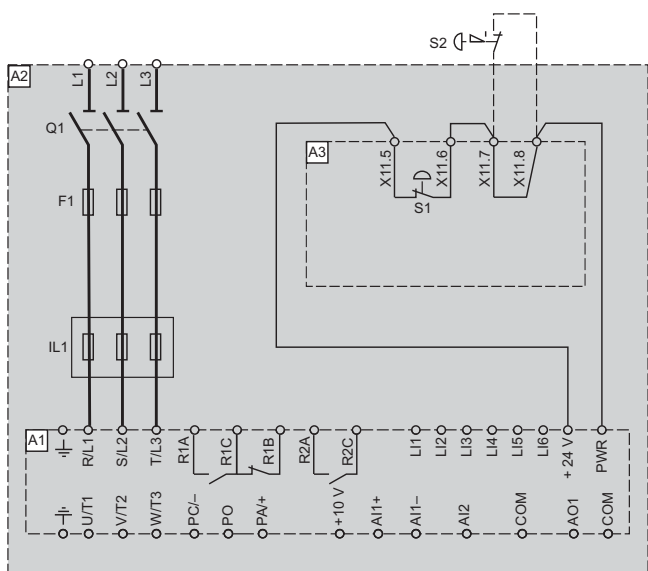 S2
A2
L1
L2
L3
Q1
A3
X11.5
X11.6
X11.7
X11.8
S1
F1
IL1
A1
R/L1
S/L2
T/L3
R1A
R1C
R1B
R2A
R2C
LI1
LI2
LI3
LI4
LI5
LI6
+ 24 V
PWR
U/T1
V/T2
W/T3
PC/–
PO
PA/+
+10 V
AI1+
AI1–
AI2
COM
AO1
COM